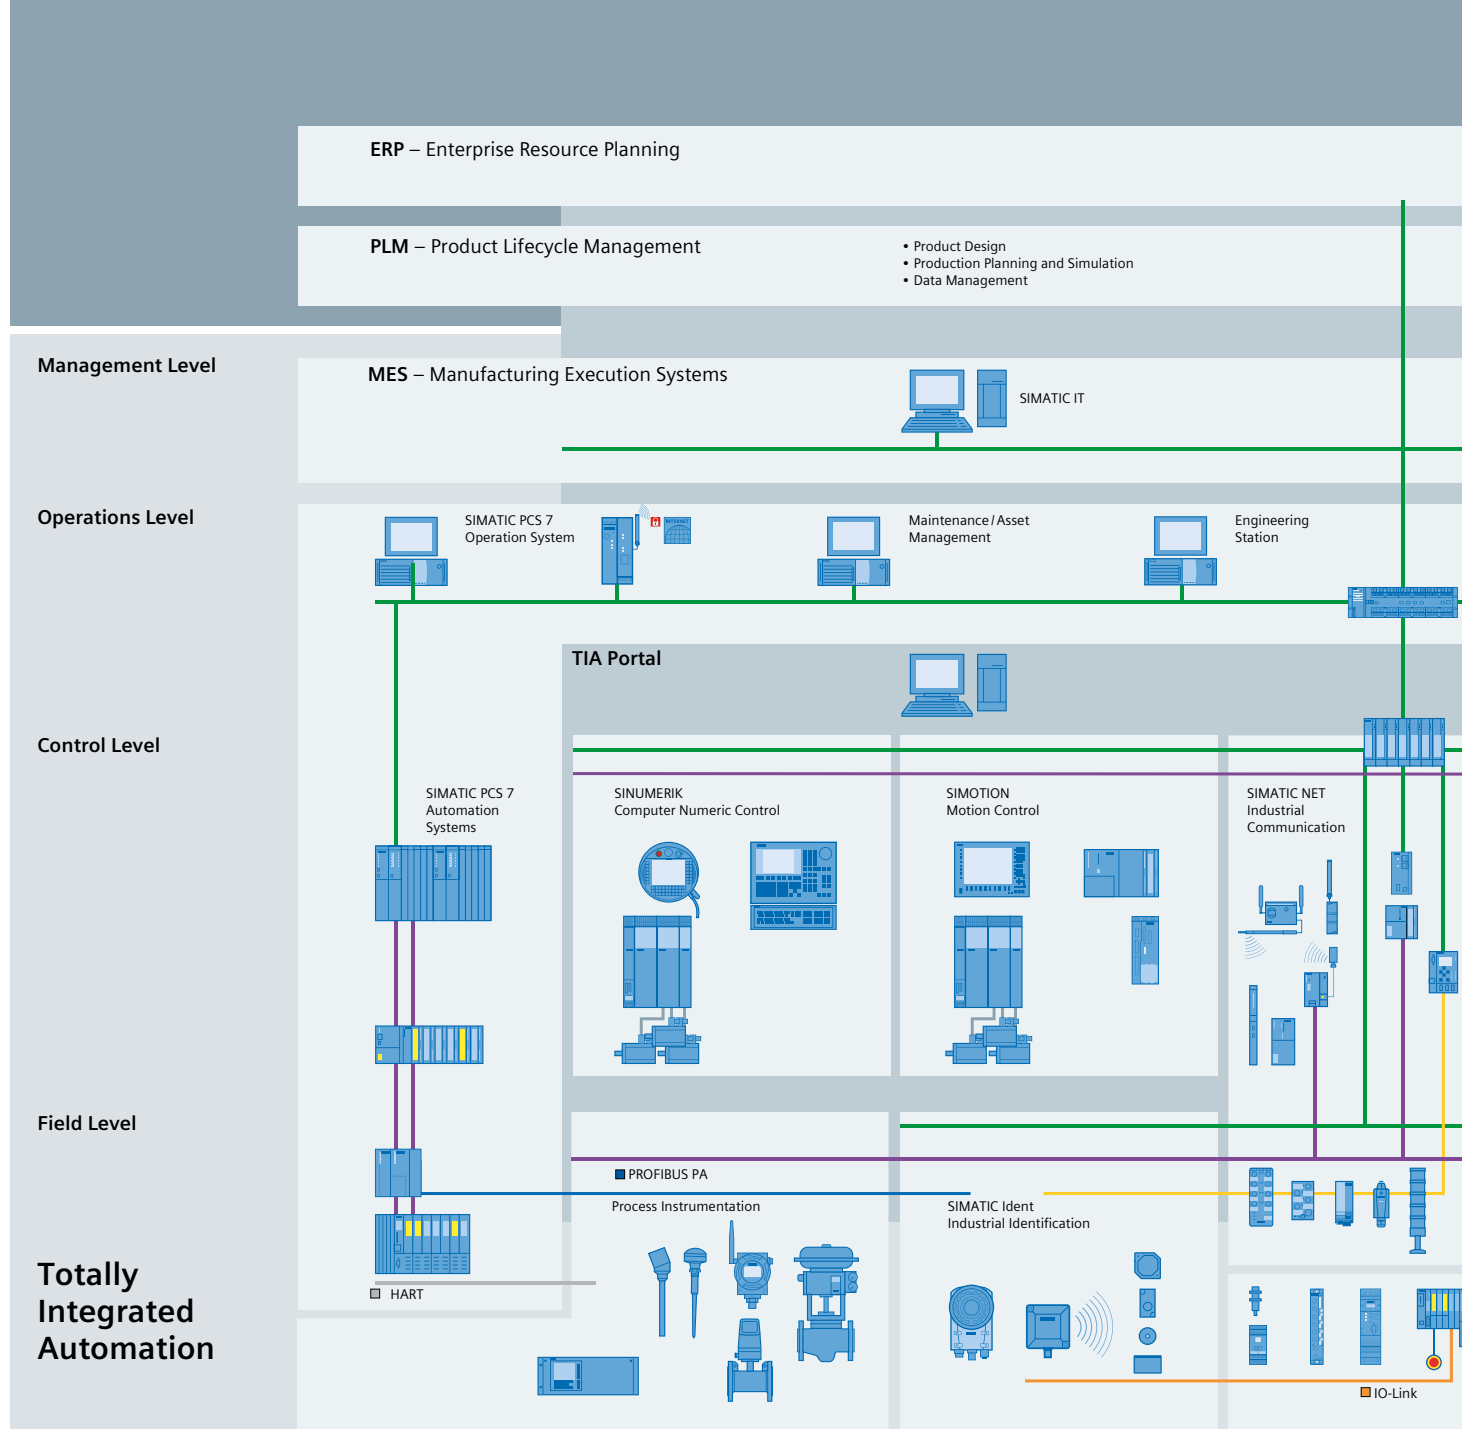 ERP – Enterprise Resource Planning
PLM – Product Lifecycle Management
• Product Design
• Production Planning and Simulation
• Data Management
Management Level
MES – Manufacturing Execution Systems
SIMATIC IT
Operations Level
SIMATIC PCS 7
Operation System
INTERNET
Maintenance / Asset
Management
Engineering
Station
TIA Portal
Control Level
SIMATIC PCS 7
Automation
Systems
SINUMERIK
Computer Numeric Control
SIMOTION
Motion Control
SIMATIC NET
Industrial
Communication
Field Level
PROFIBUS PA
Process Instrumentation
SIMATIC Ident
Industrial Identification
HART
Totally
Integrated
Automation
IO-Link